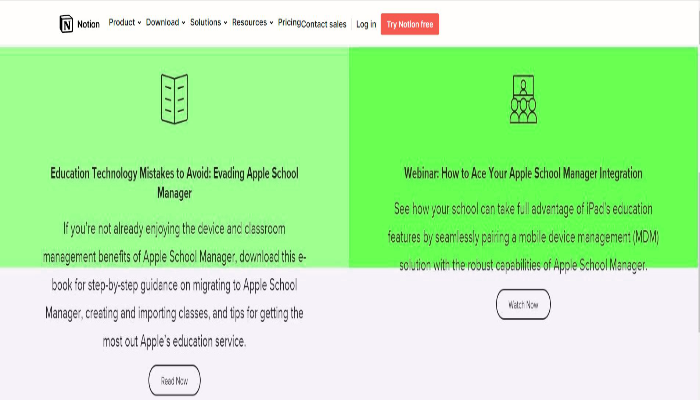 Notion Product Download Solutions Resources Pricing Contact sales Log in Try Notion free
Education Technology Mistakes to Avoid: Evading Apple School
Manager
If you're not already enjoying the device and classroom
management benefits of Apple School Manager, download this e-
book for step-by-step guidance on migrating to Apple School
Manager, creating and importing classes, and tips for getting the
most out Apple's education service.
Read Now
Webinar: How to Ace Your Apple School Manager Integration
See how your school can take full advantage of iPad's education
features by seamlessly pairing a mobile device management (MDM)
solution with the robust capabilities of Apple School Manager.
Watch Now